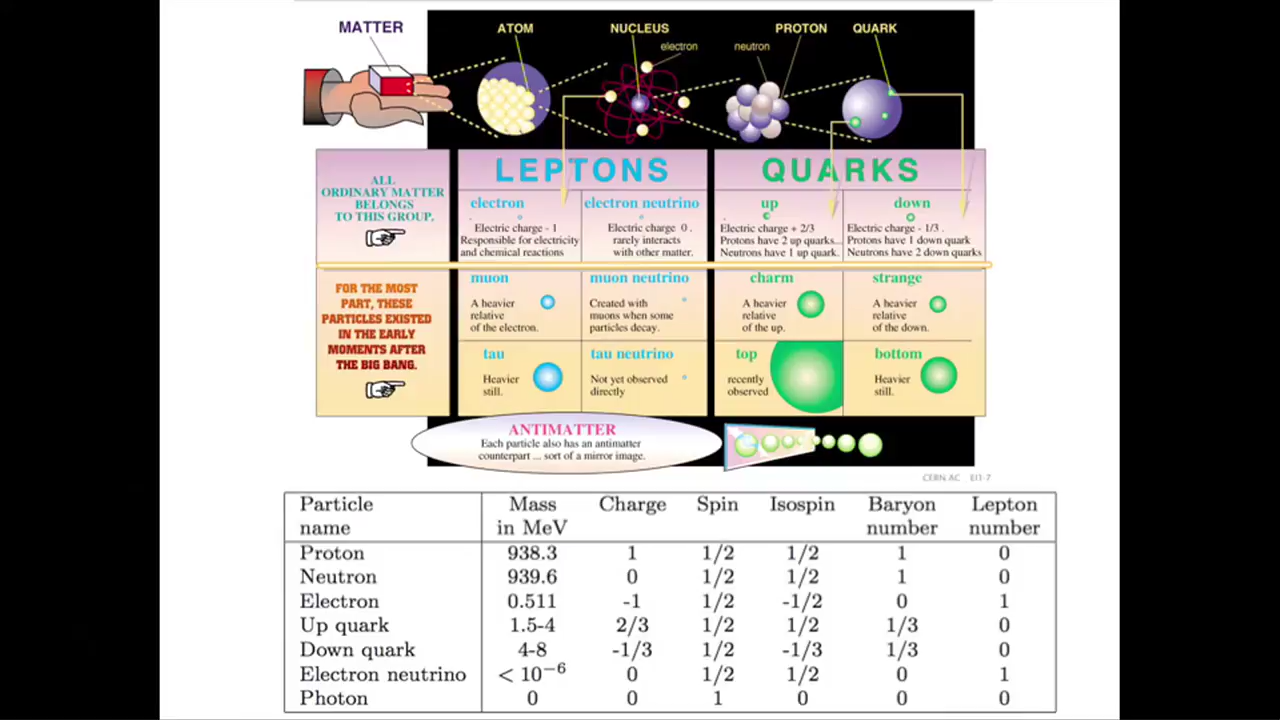 MATTER
ATOM
NUCLEUS
electron
neutron
PROTON
QUARK
ALL
ORDINARY MATTER
BELONGS
TO THIS GROUP.
LEPTONS
QUARKS
electron
Electric charge - 1
Responsible for electricity
and chemical reactions
electron neutrino
Electric charge 0 .
rarely interacts
with other matter.
up
Electric charge + 2/3
Protons have 2 up quarks...
Neutrons have 1 up quark.
down
Electric charge - 1/3 .
Protons have 1 down quark
Neutrons have 2 down quarks
FOR THE MOST
PART, THESE
PARTICLES EXISTED
IN THE EARLY
MOMENTS AFTER
THE BIG BANG.
muon
A heavier
relative
of the electron.
muon neutrino
Created with
muons when some
particles decay.
charm
A heavier
relative
of the up.
strange
A heavier
relative
of the down.
tau
Heavier
still.
tau neutrino
Not yet observed
directly
top
recently
observed
bottom
Heavier
still.
ANTIMATTER
Each particle also has an antimatter
counterpart ... sort of a mirror image.
CERN AC EI1-7
Particle Mass Charge Spin Isospin Baryon Lepton
name in MeV number number
Proton 938.3 1 1/2 1/2 1 0
Neutron 939.6 0 1/2 1/2 1 0
Electron 0.511 -1 1/2 -1/2 0 1
Up quark 1.5-4 2/3 1/2 1/2 1/3 0
Down quark 4-8 -1/3 1/2 -1/3 1/3 0
Electron neutrino < 10⁻⁶ 0 1/2 1/2 0 1
Photon 0 0 1 0 0 0